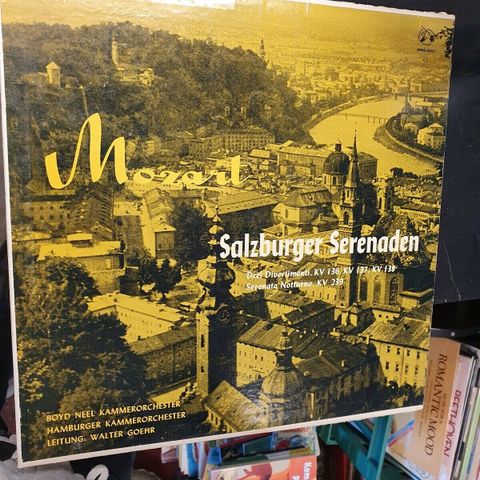 Mozart
Salzburger Serenaden
Drei Divertimenti, KV 136, KV 137, KV 138
Serenata Notturno, KV 239
BOYD NEEL KAMMERORCHESTER
HAMBURGER KAMMERORCHESTER
LEITUNG: WALTER GOEHR
ROMANTIC MOOD
BEETHOVEN